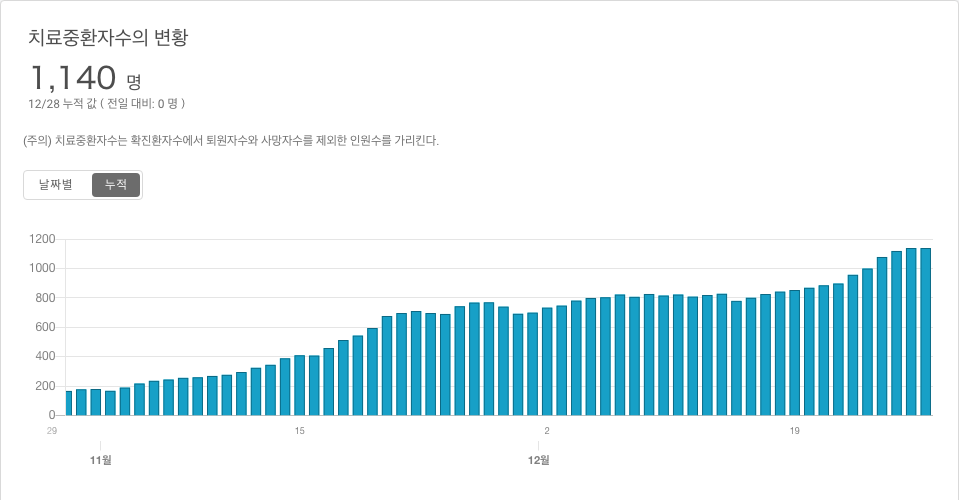 치료중환자수의 변황
1,140 명
12/28 누적 값 ( 전일 대비: 0 명 )
(주의) 치료중환자수는 확진환자수에서 퇴원자수와 사망자수를 제외한 인원수를 가리킨다.
날짜별 누적
1200
1000
800
600
400
200
0
29 15 2 19
11월 12월